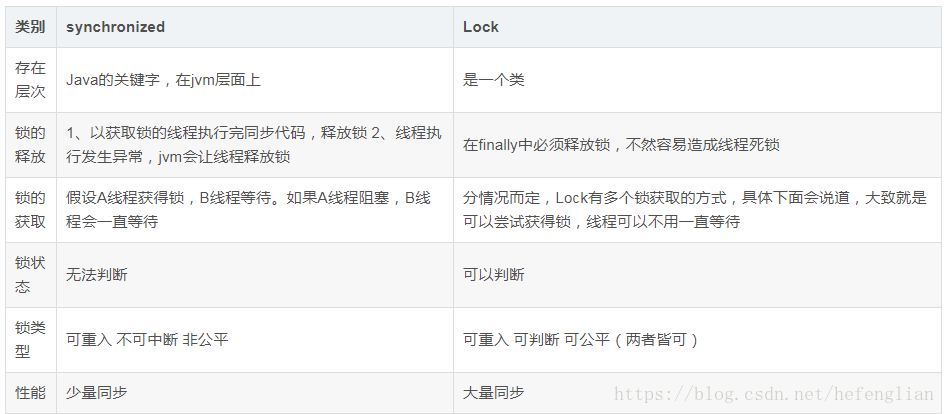 类别 synchronized Lock
存在
层次
Java的关键字，在jvm层面上
是一个类
锁的
释放
1、以获取锁的线程执行完同步代码，释放锁 2、线程执
行发生异常，jvm会让线程释放锁
在finally中必须释放锁，不然容易造成线程死锁
锁的
获取
假设A线程获得锁，B线程等待。如果A线程阻塞，B线
程会一直等待
分情况而定，Lock有多个锁获取的方式，具体下面会说道，大致就是
可以尝试获得锁，线程可以不用一直等待
锁状
态
无法判断
可以判断
锁类
型
可重入 不可中断 非公平
可重入 可判断 可公平（两者皆可）
性能 少量同步 大量同步
https://blog.csdn.net/hefenglian